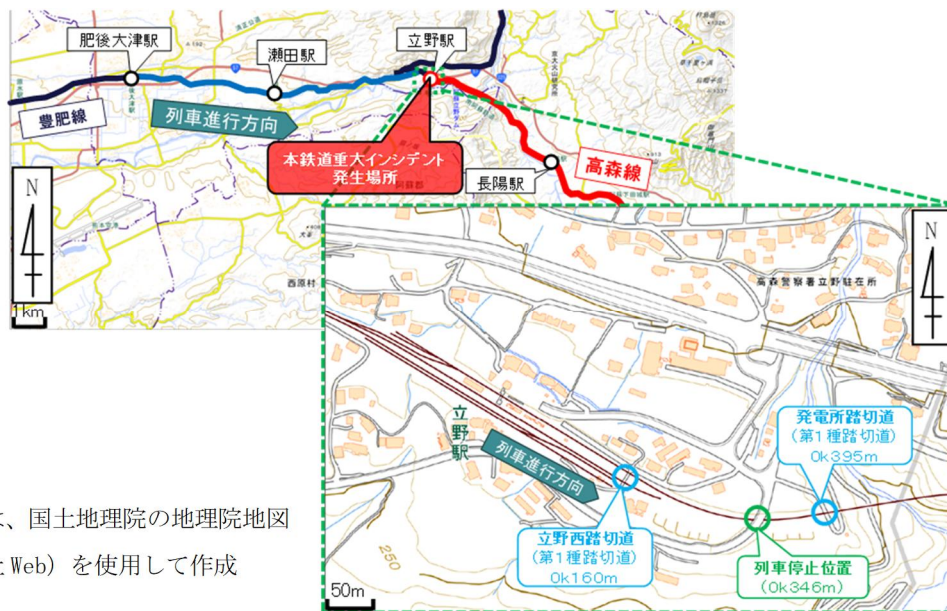 肥後大津駅
瀬田駅
立野駅
豊肥線
列車進行方向
本鉄道重大インシデント
発生場所
高森線
長陽駅
N
1km
西原村
N
高森警察署立野駐在所
立野駅
列車進行方向
発電所踏切道
(第1種踏切道)
0k395m
立野西踏切道
(第1種踏切道)
0k160m
列車停止位置
(0k346m)
250
50m
、国土地理院の地理院地図
Web）を使用して作成